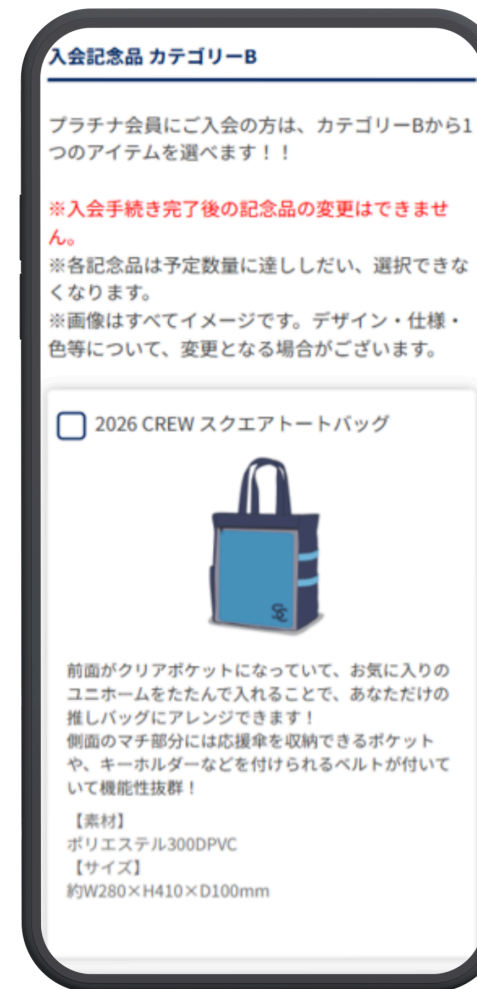 入会記念品 カテゴリーB
プラチナ会員にご入会の方は、カテゴリーBから1
つのアイテムを選べます！！
※入会手続き完了後の記念品の変更はできませ
ん。
※各記念品は予定数量に達ししだい、選択できな
くなります。
※画像はすべてイメージです。デザイン・仕様・
色等について、変更となる場合がございます。
2026 CREW スクエアトートバッグ
前面がクリアポケットになっていて、お気に入りの
ユニホームをたたんで入れることで、あなただけの
推しバッグにアレンジできます！
側面のマチ部分には応援傘を収納できるポケット
や、キーホルダーなどを付けられるベルトが付いて
いて機能性抜群！
【素材】
ポリエステル300DPVC
【サイズ】
約W280×H410×D100mm